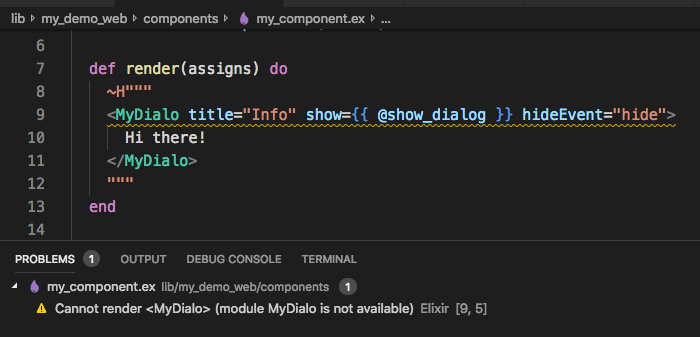 lib › my_demo_web › components › my_component.ex › ...
6
7 def render(assigns) do
8 ~H"""
9 <MyDialo title="Info" show={{ @show_dialog }} hideEvent="hide">
10 Hi there!
11 </MyDialo>
12 """
13 end
14
PROBLEMS 1 OUTPUT DEBUG CONSOLE TERMINAL
my_component.ex lib/my_demo_web/components 1
Cannot render <MyDialo> (module MyDialo is not available) Elixir [9, 5]